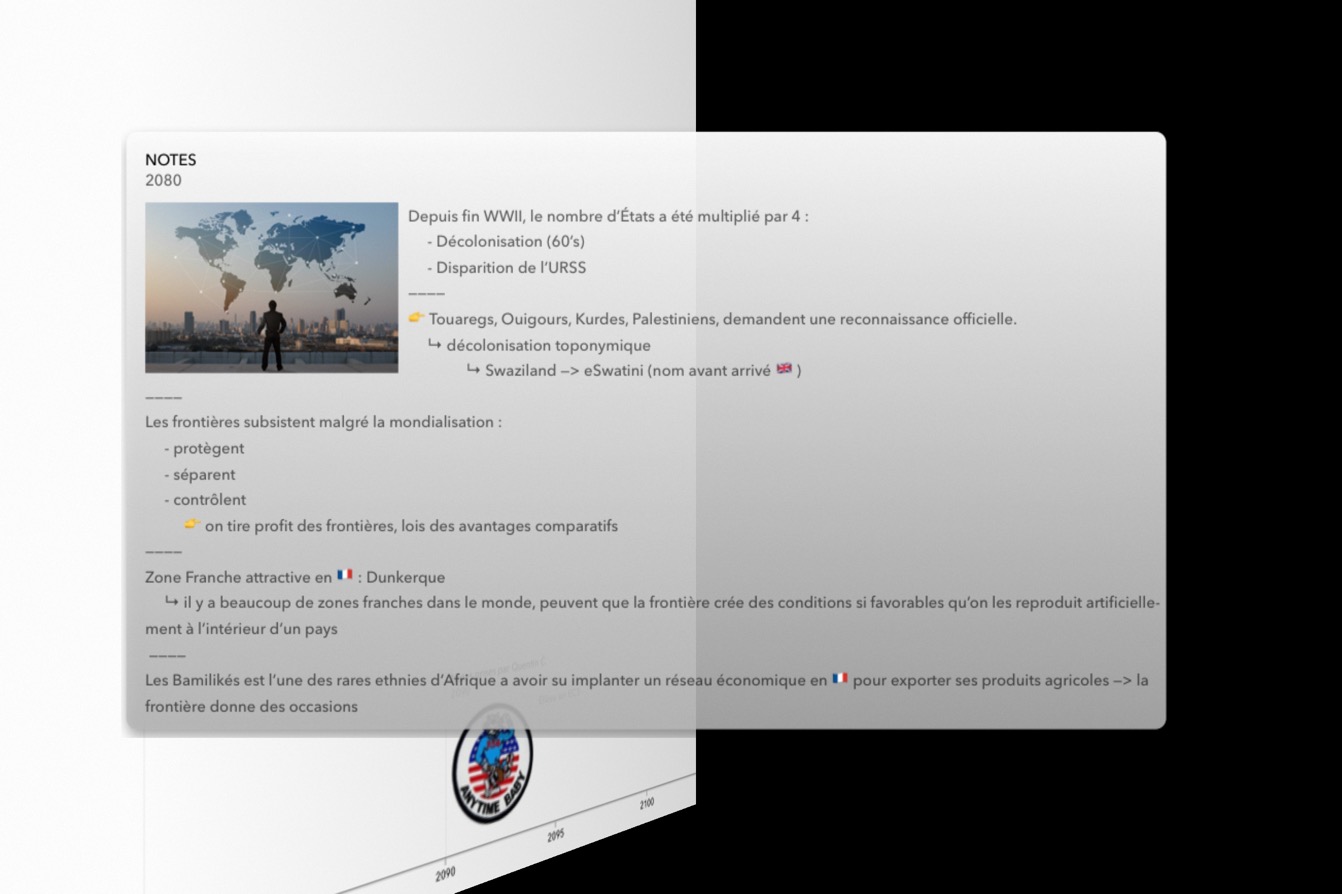 NOTES
2080
Depuis fin WWII, le nombre d’États a été multiplié par 4 :
- Décolonisation (60’s)
- Disparition de l’URSS
––––
👉 Touaregs, Ouigours, Kurdes, Palestiniens, demandent une reconnaissance officielle.
↳ décolonisation toponymique
↳ Swaziland —> eSwatini (nom avant arrivé 🇬🇧 )
––––
Les frontières subsistent malgré la mondialisation :
- protègent
- séparent
- contrôlent
👉 on tire profit des frontières, lois des avantages comparatifs
––––
Zone Franche attractive en 🇫🇷 : Dunkerque
↳ il y a beaucoup de zones franches dans le monde, peuvent que la frontière crée des conditions si favorables qu’on les reproduit artificielle-
ment à l’intérieur d’un pays
––––
Les Bamilikés est l’une des rares ethnies d’Afrique a avoir su implanter un réseau économique en 🇫🇷 pour exporter ses produits agricoles —> la
frontière donne des occasions
ANYTIME BABY
2090
2095
2100